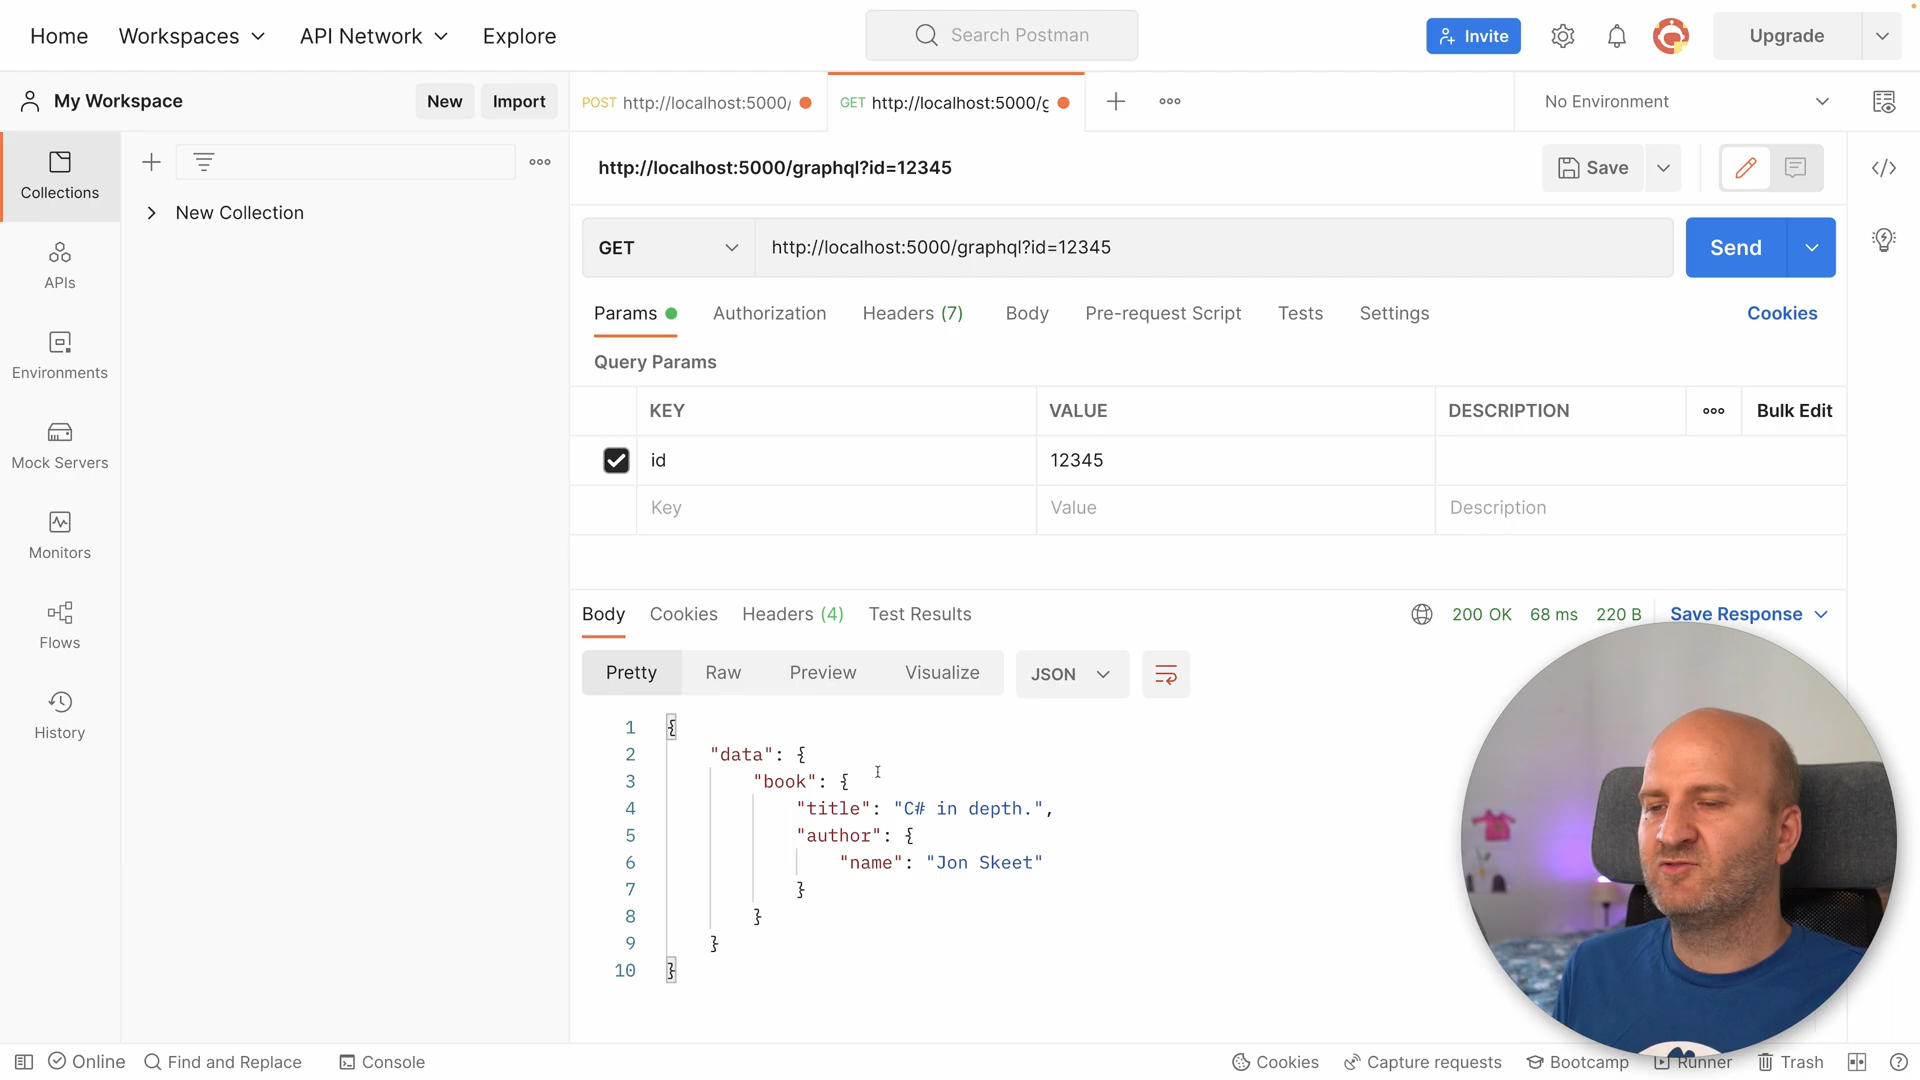 Home Workspaces API Network Explore Search Postman Invite Upgrade
My Workspace New Import POST http://localhost:5000/ GET http://localhost:5000/g No Environment
Collections
New Collection
APIs
Environments
Mock Servers
Monitors
Flows
History
http://localhost:5000/graphql?id=12345 Save
GET http://localhost:5000/graphql?id=12345 Send
Params Authorization Headers (7) Body Pre-request Script Tests Settings Cookies
Query Params
KEY VALUE DESCRIPTION Bulk Edit
id 12345
Key Value Description
Body Cookies Headers (4) Test Results 200 OK 68 ms 220 B Save Response
Pretty Raw Preview Visualize JSON
1 {
2 "data": {
3 "book": {
4 "title": "C# in depth.",
5 "author": {
6 "name": "Jon Skeet"
7 }
8 }
9 }
10 }
Online Find and Replace Console Cookies Capture requests Bootcamp Runner Trash